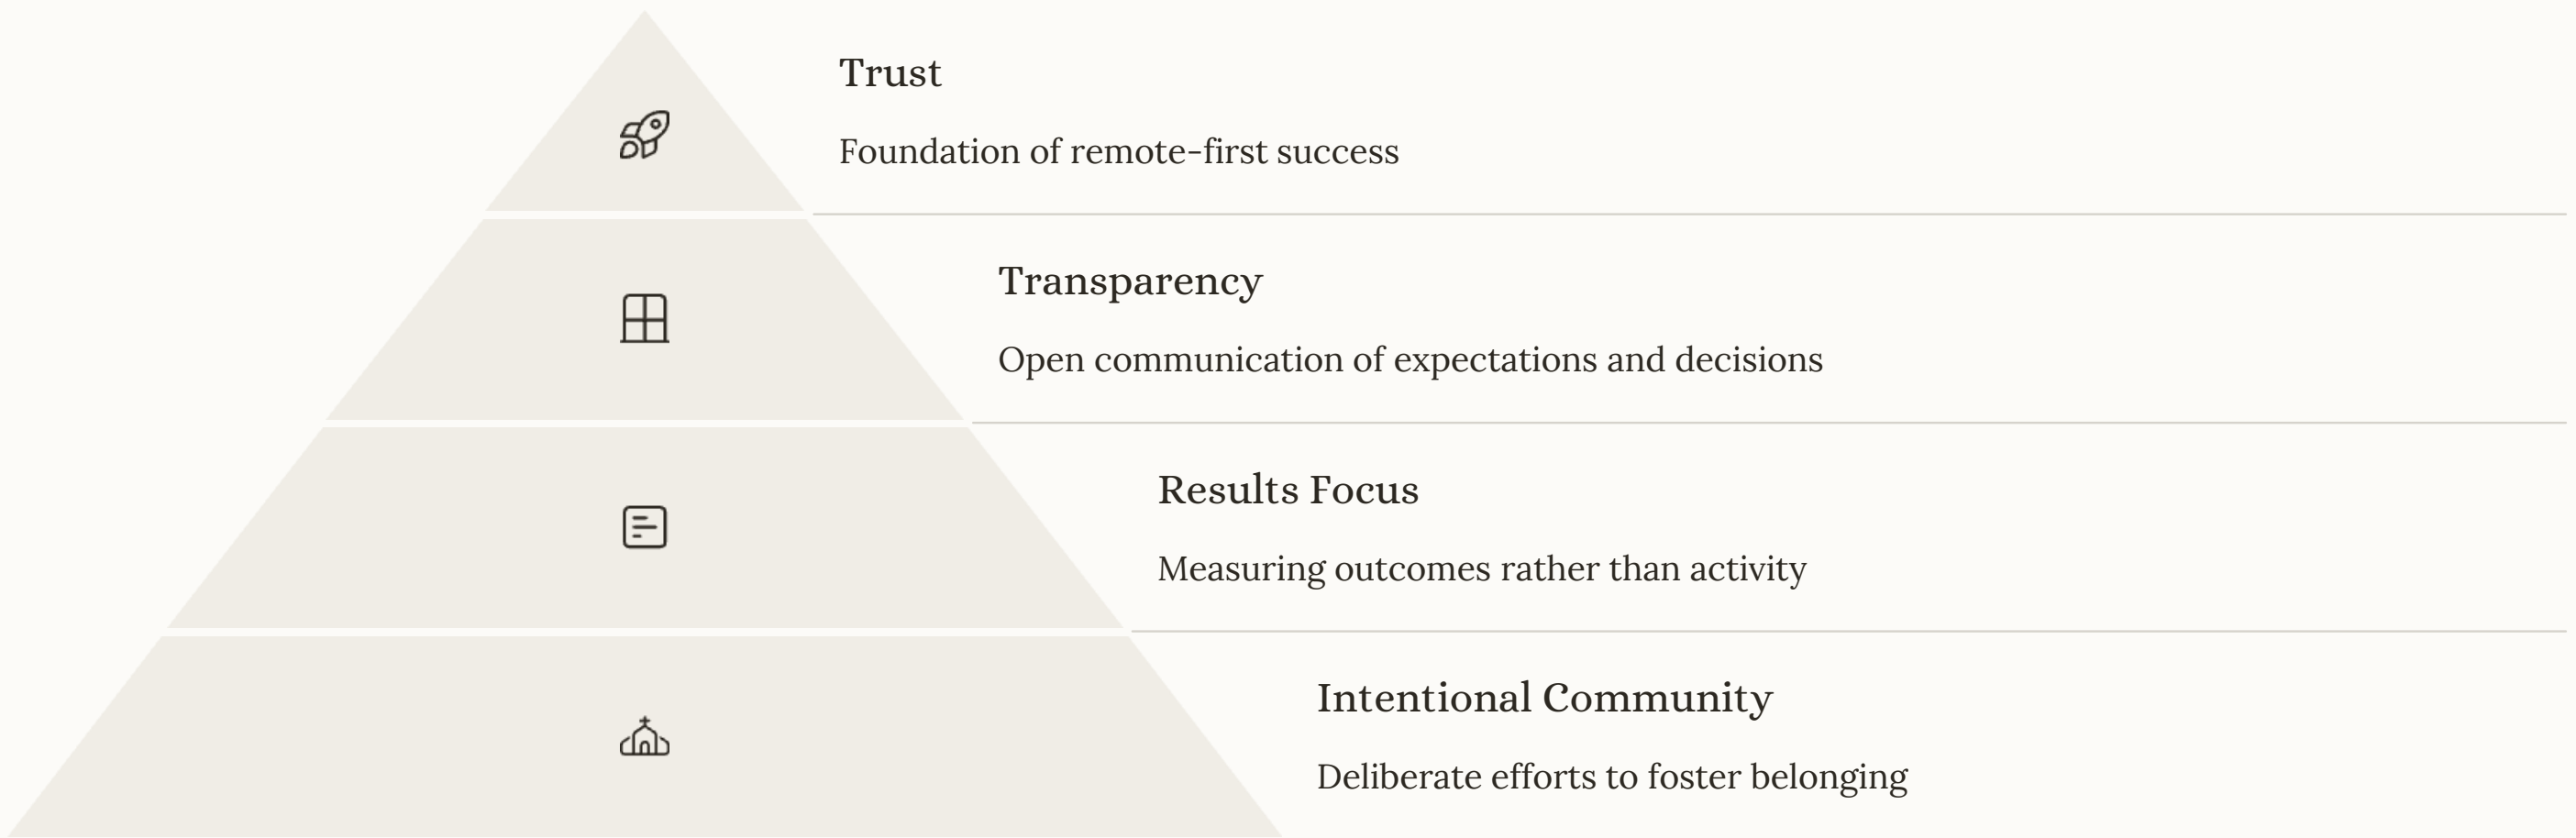 Trust
Foundation of remote-first success
Transparency
Open communication of expectations and decisions
Results Focus
Measuring outcomes rather than activity
Intentional Community
Deliberate efforts to foster belonging